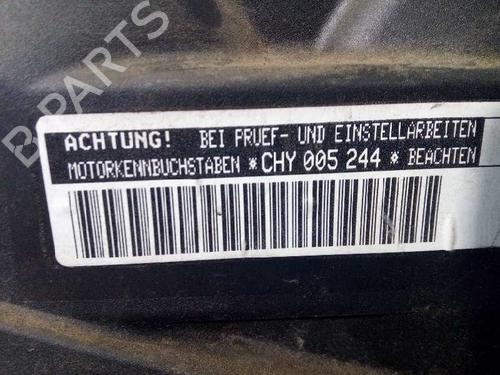 B-PARTS
ACHTUNG! BEI PRUEF- UND EINSTELLARBEITEN
MOTORKENNBUCHSTABEN *CHY 005 244* BEACHTEN